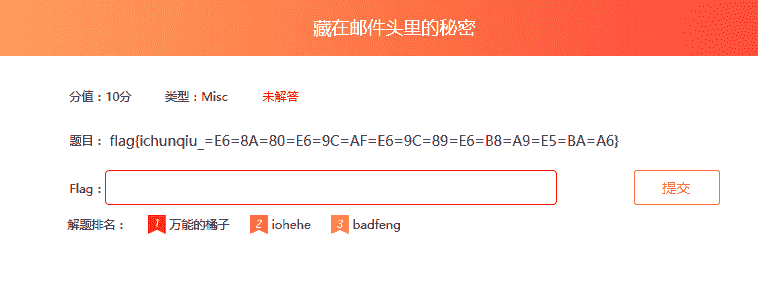 藏在邮件头里的秘密
分值：10分 类型：Misc 未解答
题目： flag{ichunqiu_=E6=8A=80=E6=9C=AF=E6=9C=89=E6=B8=A9=E5=BA=A6}
Flag： 提交
解题排名： 1 万能的橘子 2 iohehe 3 badfeng